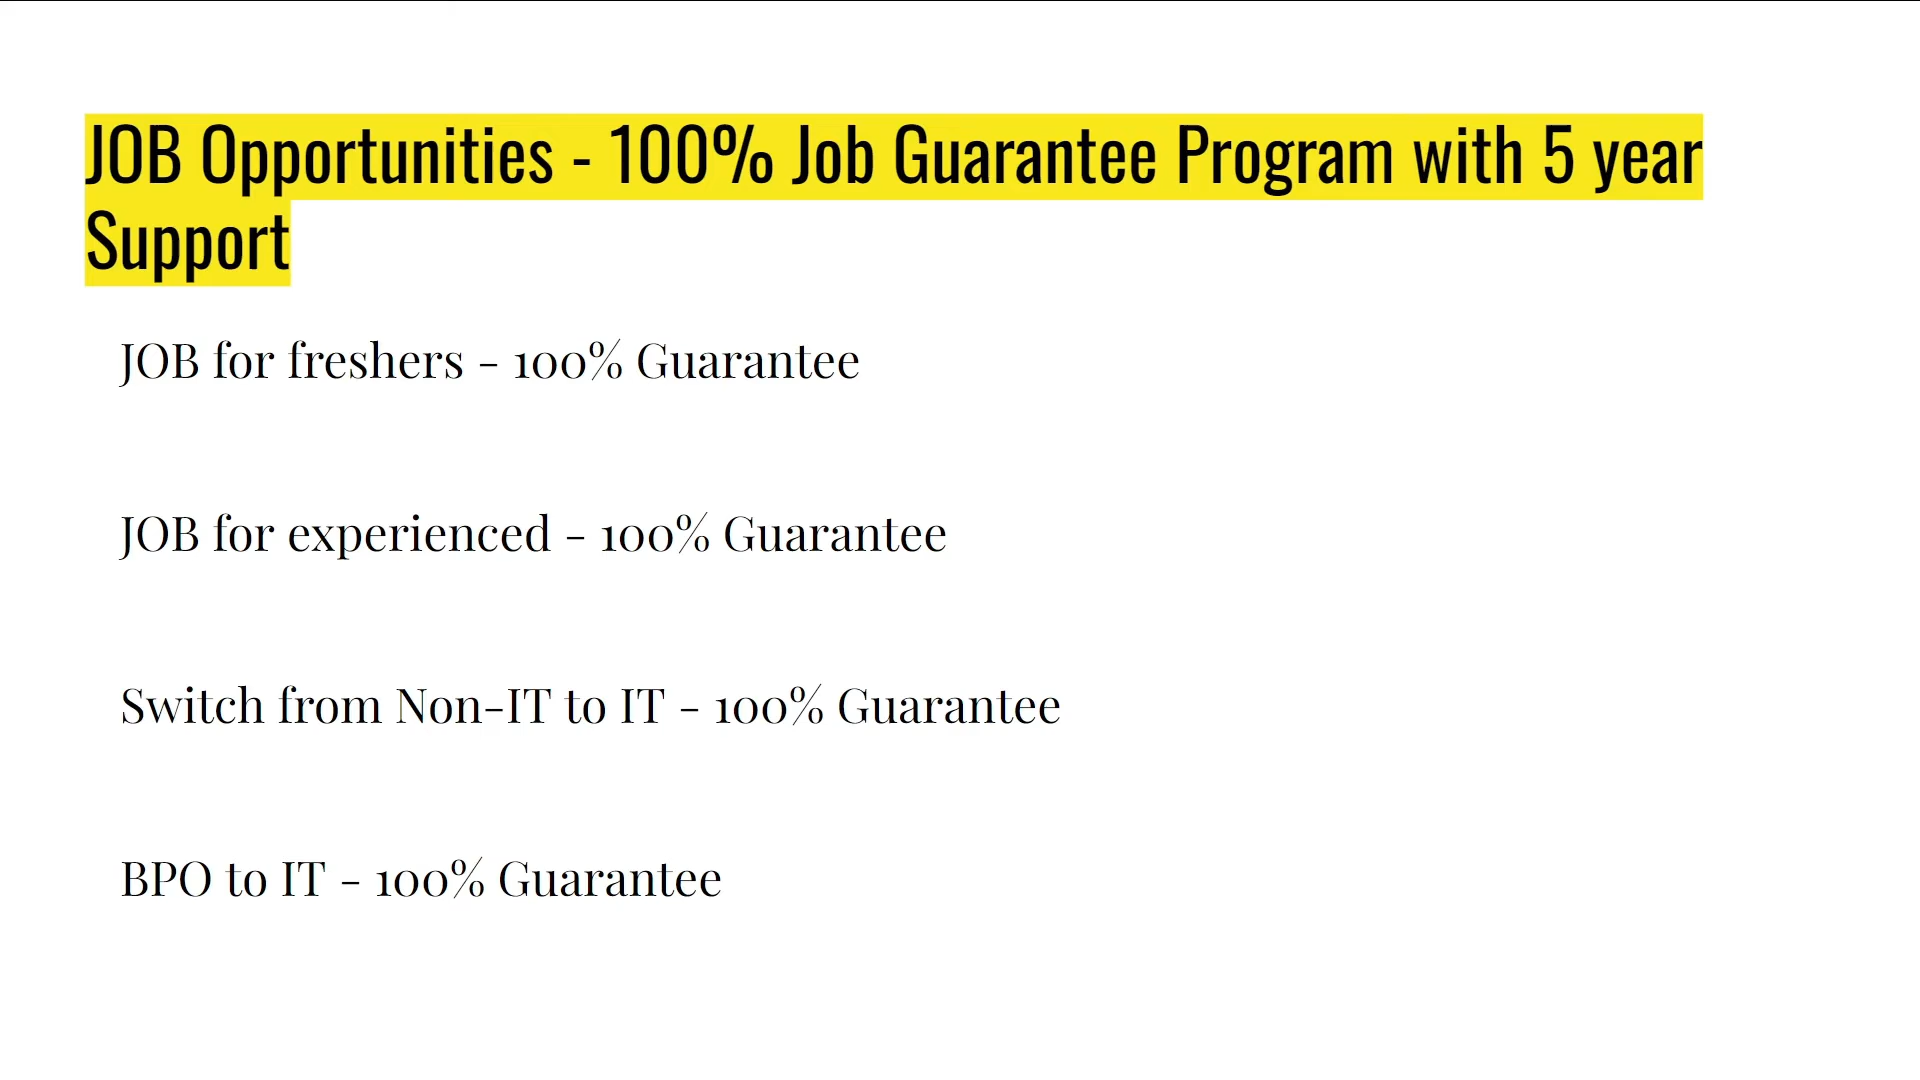 JOB Opportunities - 100% Job Guarantee Program with 5 year
Support
JOB for freshers - 100% Guarantee
JOB for experienced - 100% Guarantee
Switch from Non-IT to IT - 100% Guarantee
BPO to IT - 100% Guarantee